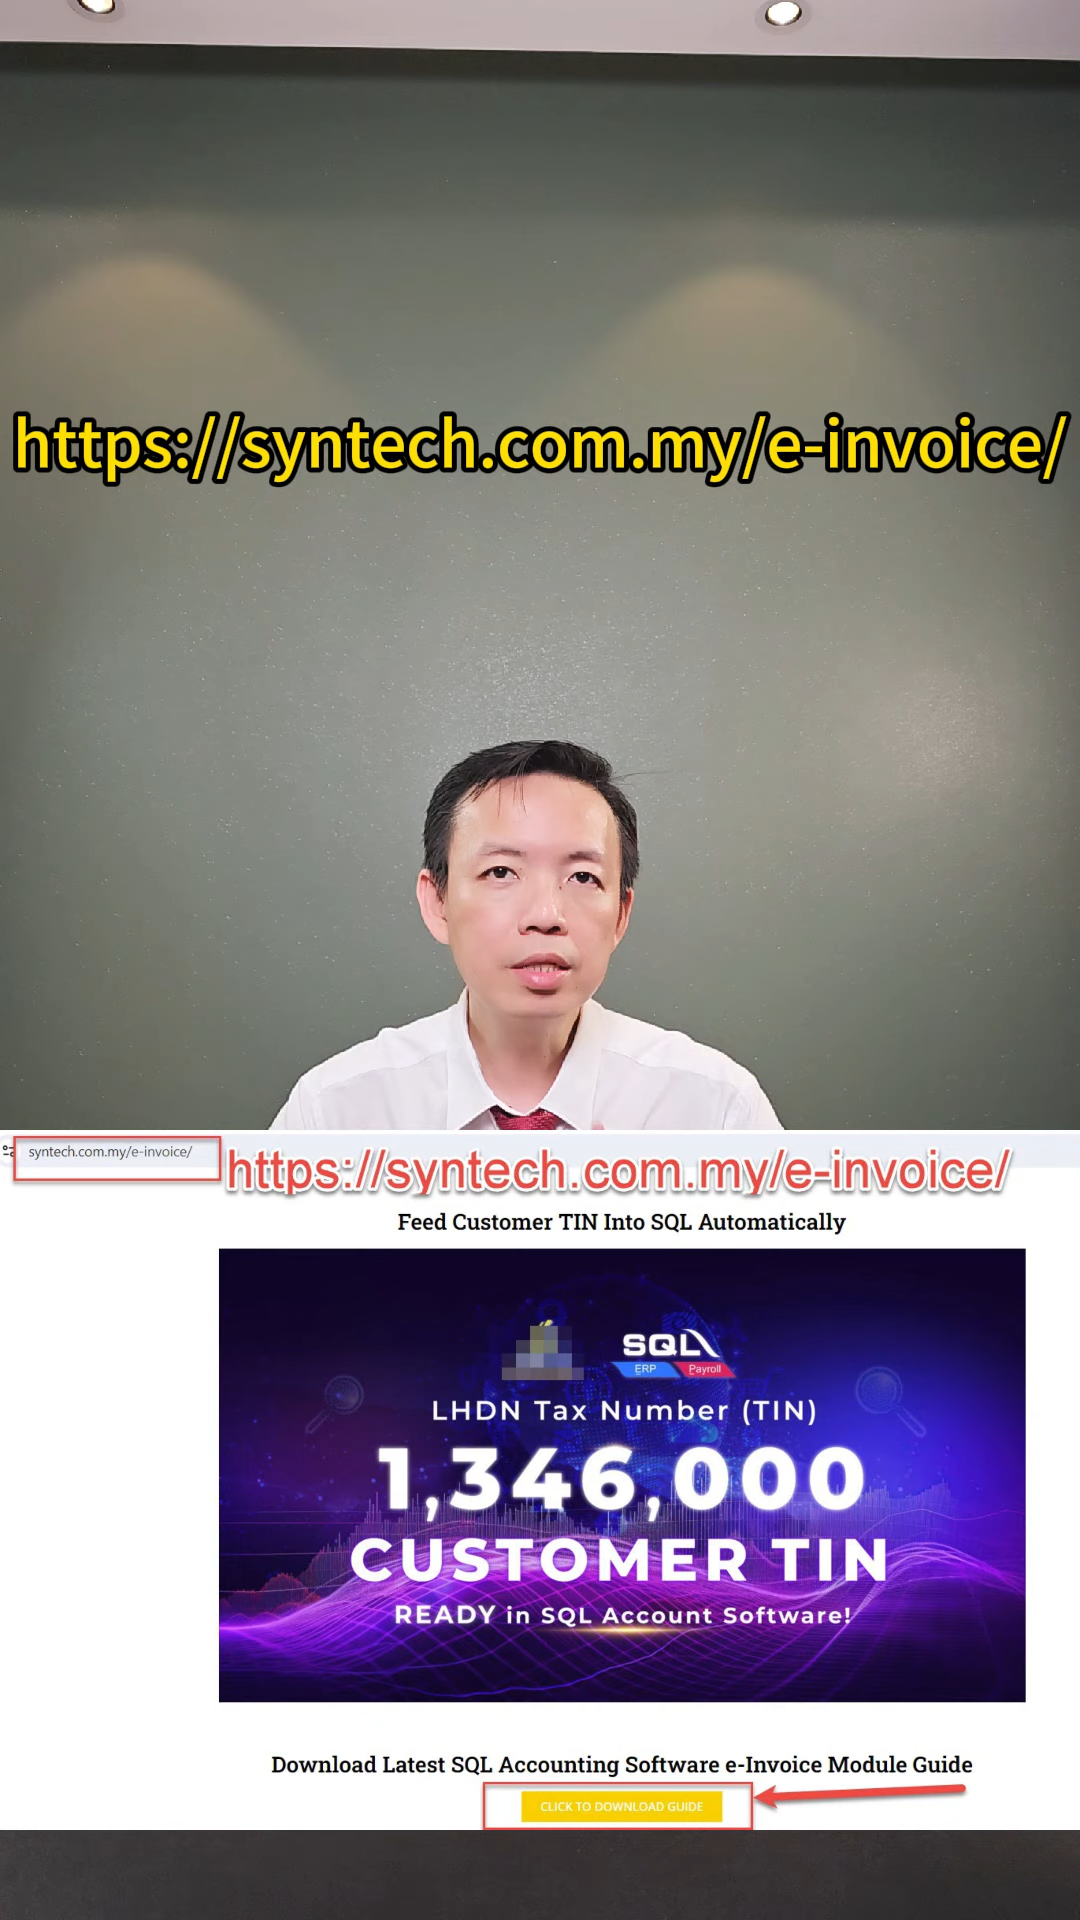 https://syntech.com.my/e-invoice/
syntech.com.my/e-invoice/
https://syntech.com.my/e-invoice/
Feed Customer TIN Into SQL Automatically
SQL
ERP Payroll
LHDN Tax Number (TIN)
1,346,000
CUSTOMER TIN
READY in SQL Account Software!
Download Latest SQL Accounting Software e-Invoice Module Guide
CLICK TO DOWNLOAD GUIDE